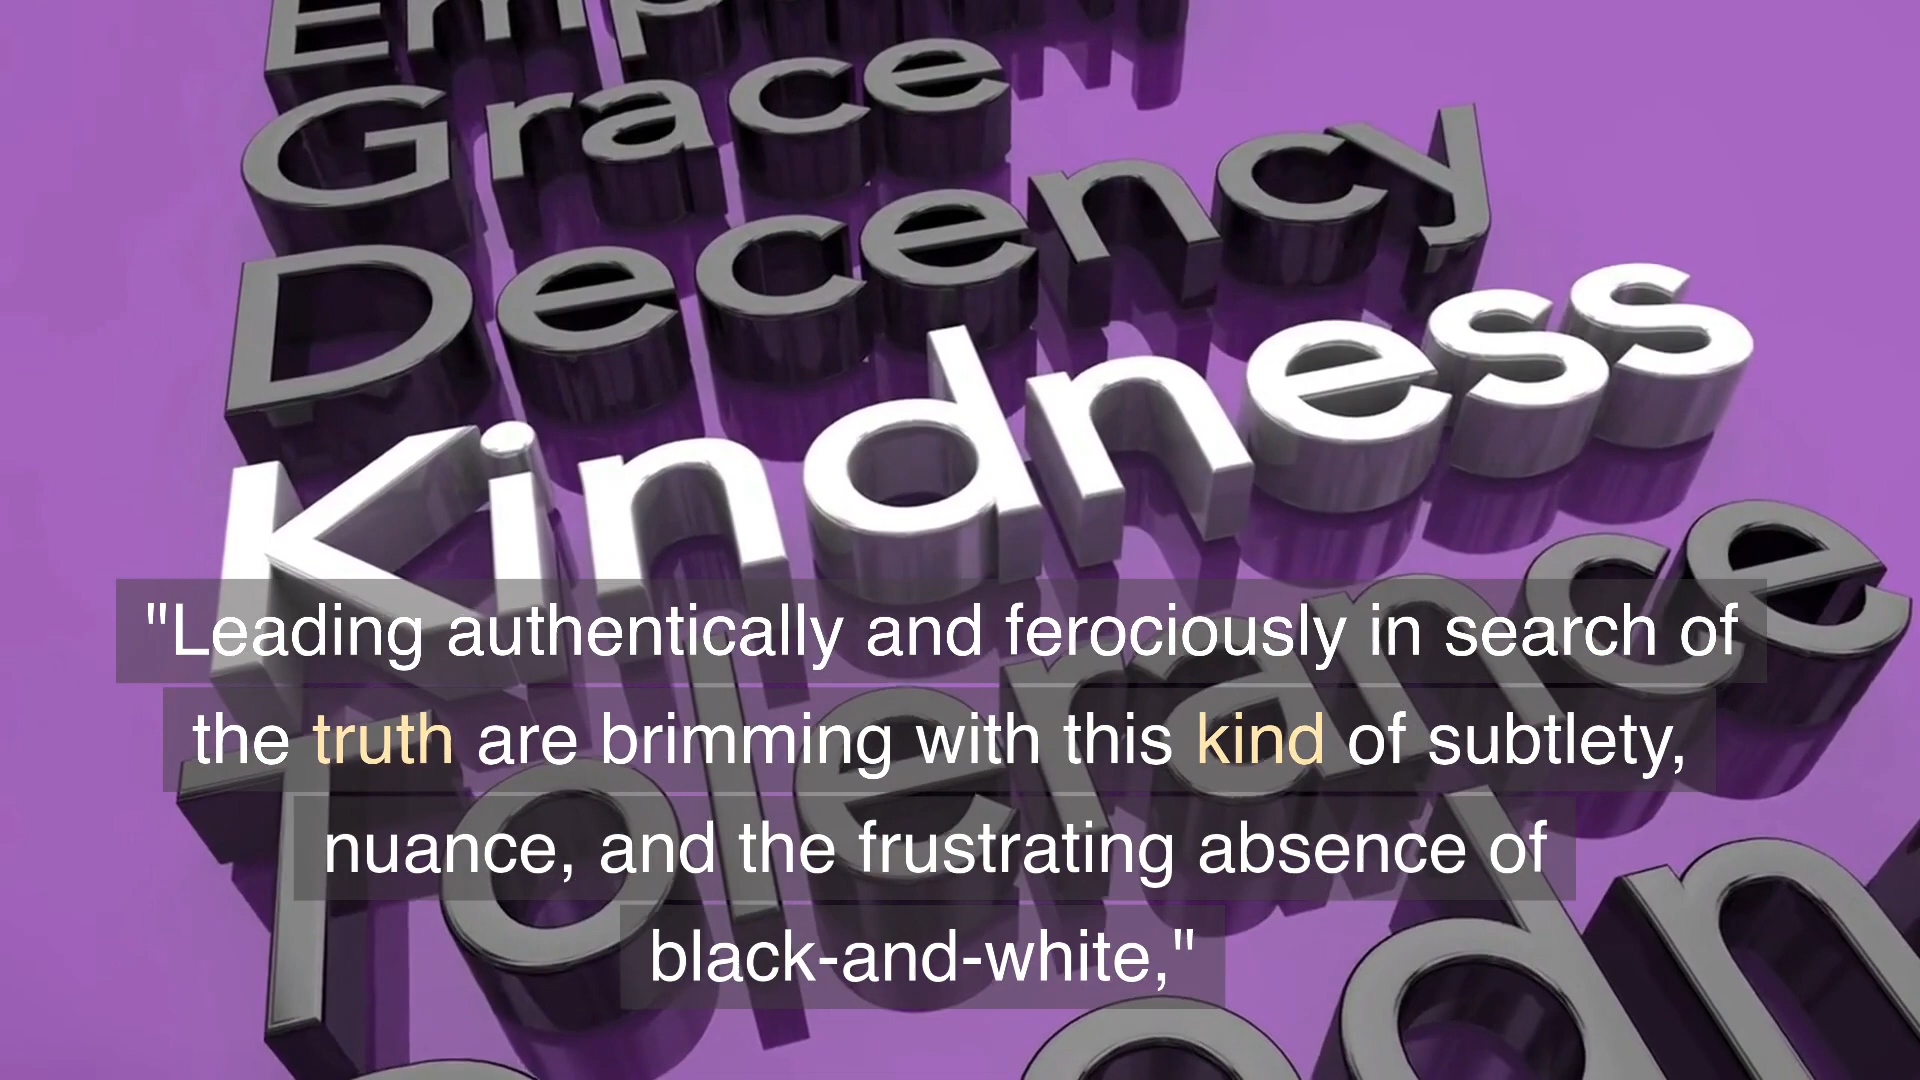 Grace
Decency
Kindness
Tolerance
"Leading authentically and ferociously in search of
the truth are brimming with this kind of subtlety,
nuance, and the frustrating absence of
black-and-white,"